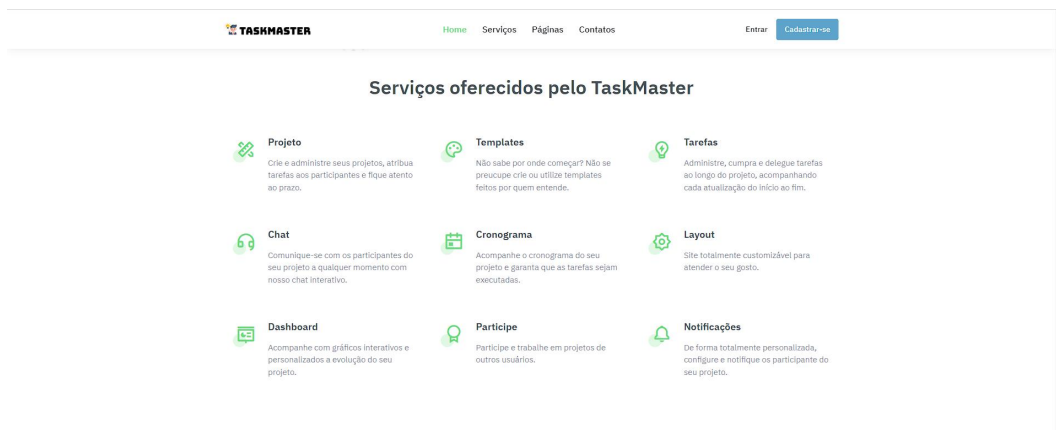 TASKMASTER
Home Serviços Páginas Contatos
Entrar Cadastrar-se
Serviços oferecidos pelo TaskMaster
Projeto
Crie e administre seus projetos, atribua
tarefas aos participantes e fique atento
ao prazo.
Templates
Não sabe por onde começar? Não se
preucupe crie ou utilize templates
feitos por quem entende.
Tarefas
Administre, cumpra e delegue tarefas
ao longo do projeto, acompanhando
cada atualização do início ao fim.
Chat
Comunique-se com os participantes do
seu projeto a qualquer momento com
nosso chat interativo.
Cronograma
Acompanhe o cronograma do seu
projeto e garanta que as tarefas sejam
executadas.
Layout
Site totalmente customizável para
atender o seu gosto.
Dashboard
Acompanhe com gráficos interativos e
personalizados a evolução do seu
projeto.
Participe
Participe e trabalhe em projetos de
outros usuários.
Notificações
De forma totalmente personalizada,
configure e notifique os participante do
seu projeto.